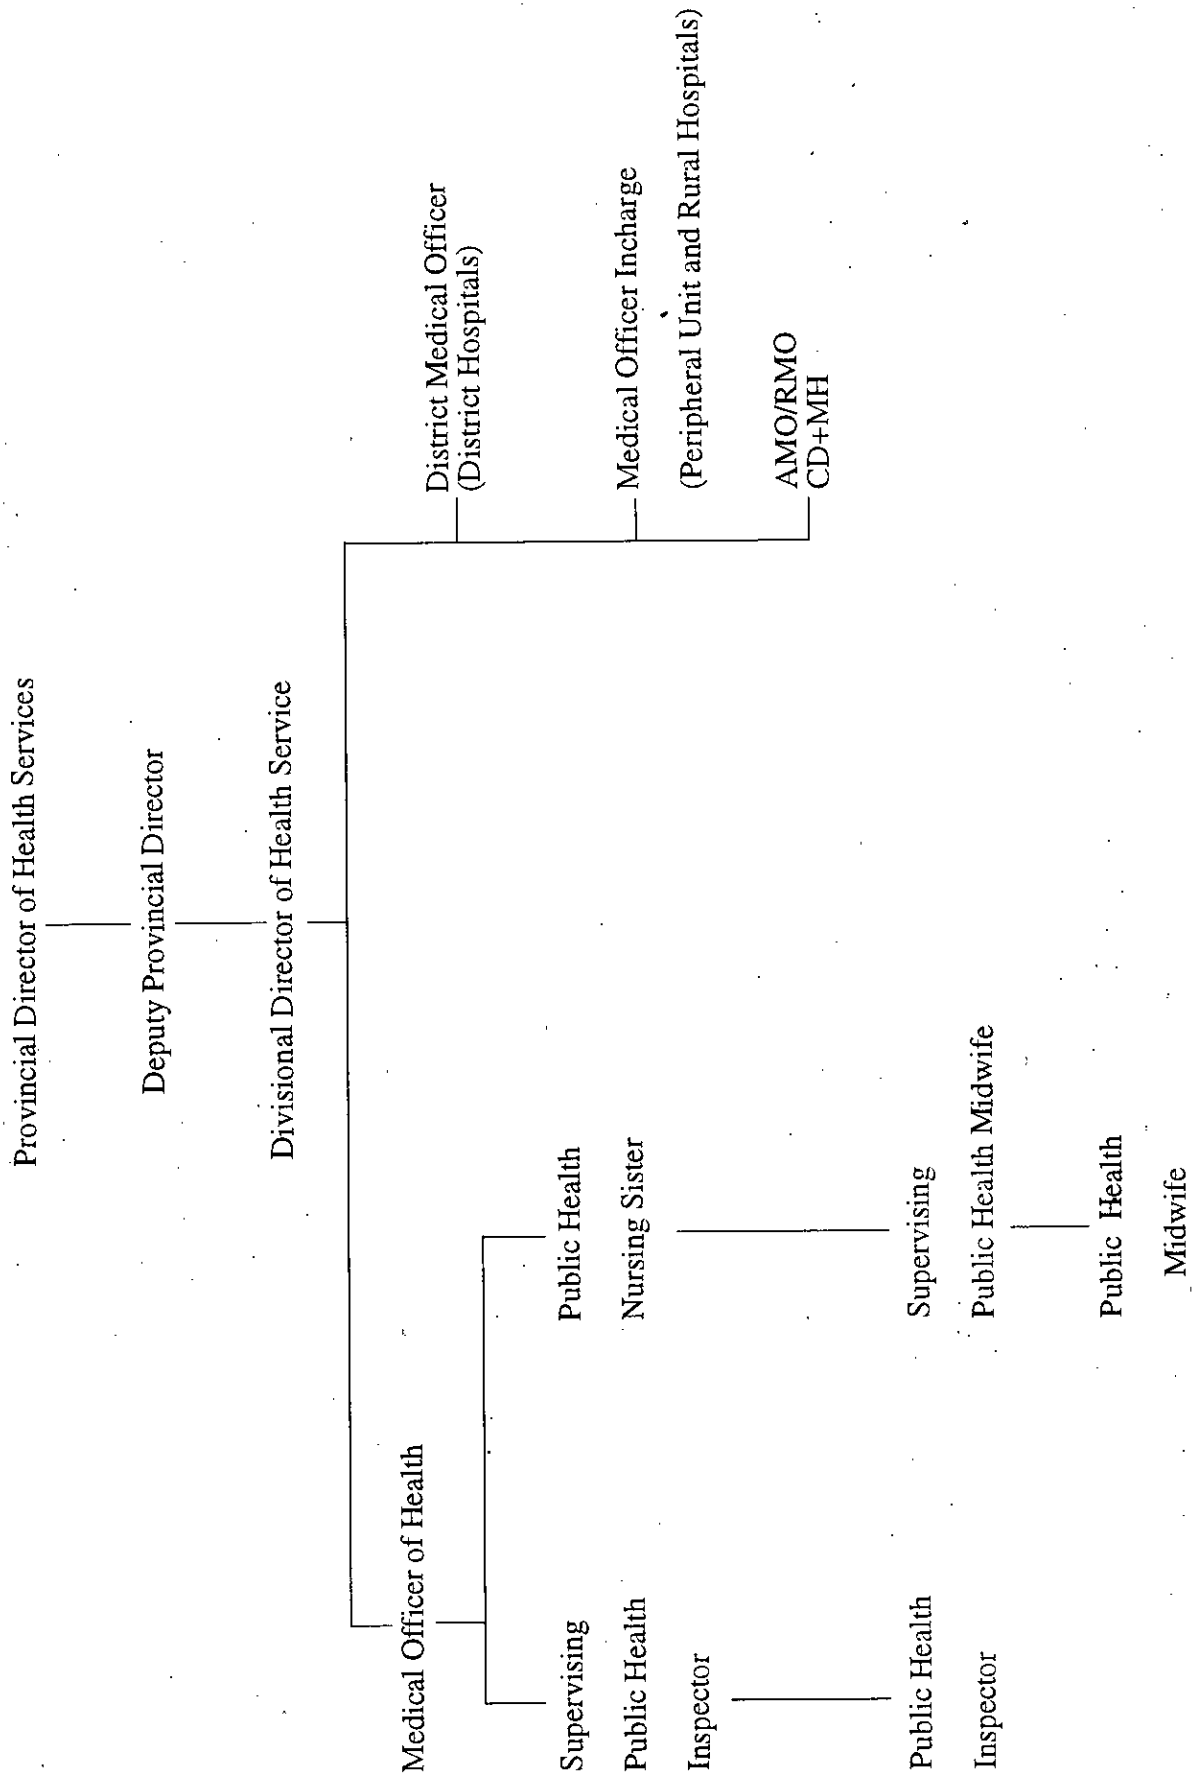 Provincial Director of Health Services
Deputy Provincial Director
Divisional Director of Health Service
Medical Officer of Health
Supervising
Public Health
Inspector
Public Health
Inspector
Public Health
Nursing Sister
Supervising
Public Health Midwife
Public Health
Midwife
District Medical Officer
(District Hospitals)
Medical Officer Incharge
(Peripheral Unit and Rural Hospitals)
AMO/RMO
CD+MH